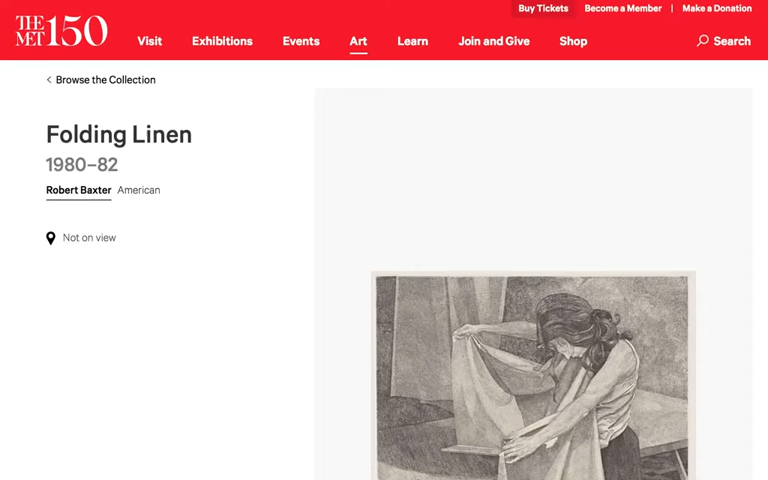 Buy Tickets Become a Member | Make a Donation
THE MET 150
Visit Exhibitions Events Art Learn Join and Give Shop Search
< Browse the Collection
Folding Linen
1980–82
Robert Baxter American
Not on view